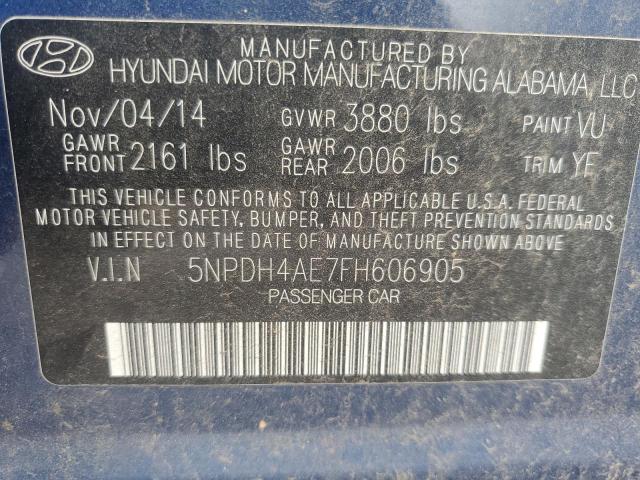 MANUFACTURED BY
HYUNDAI MOTOR MANUFACTURING ALABAMA, LLC
Nov/04/14 GVWR 3880 lbs PAINT VU
GAWR FRONT 2161 lbs GAWR REAR 2006 lbs TRIM YF
THIS VEHICLE CONFORMS TO ALL APPLICABLE U.S.A. FEDERAL
MOTOR VEHICLE SAFETY, BUMPER, AND THEFT PREVENTION STANDARDS
IN EFFECT ON THE DATE OF MANUFACTURE SHOWN ABOVE
V.I.N 5NPDH4AE7FH606905
PASSENGER CAR